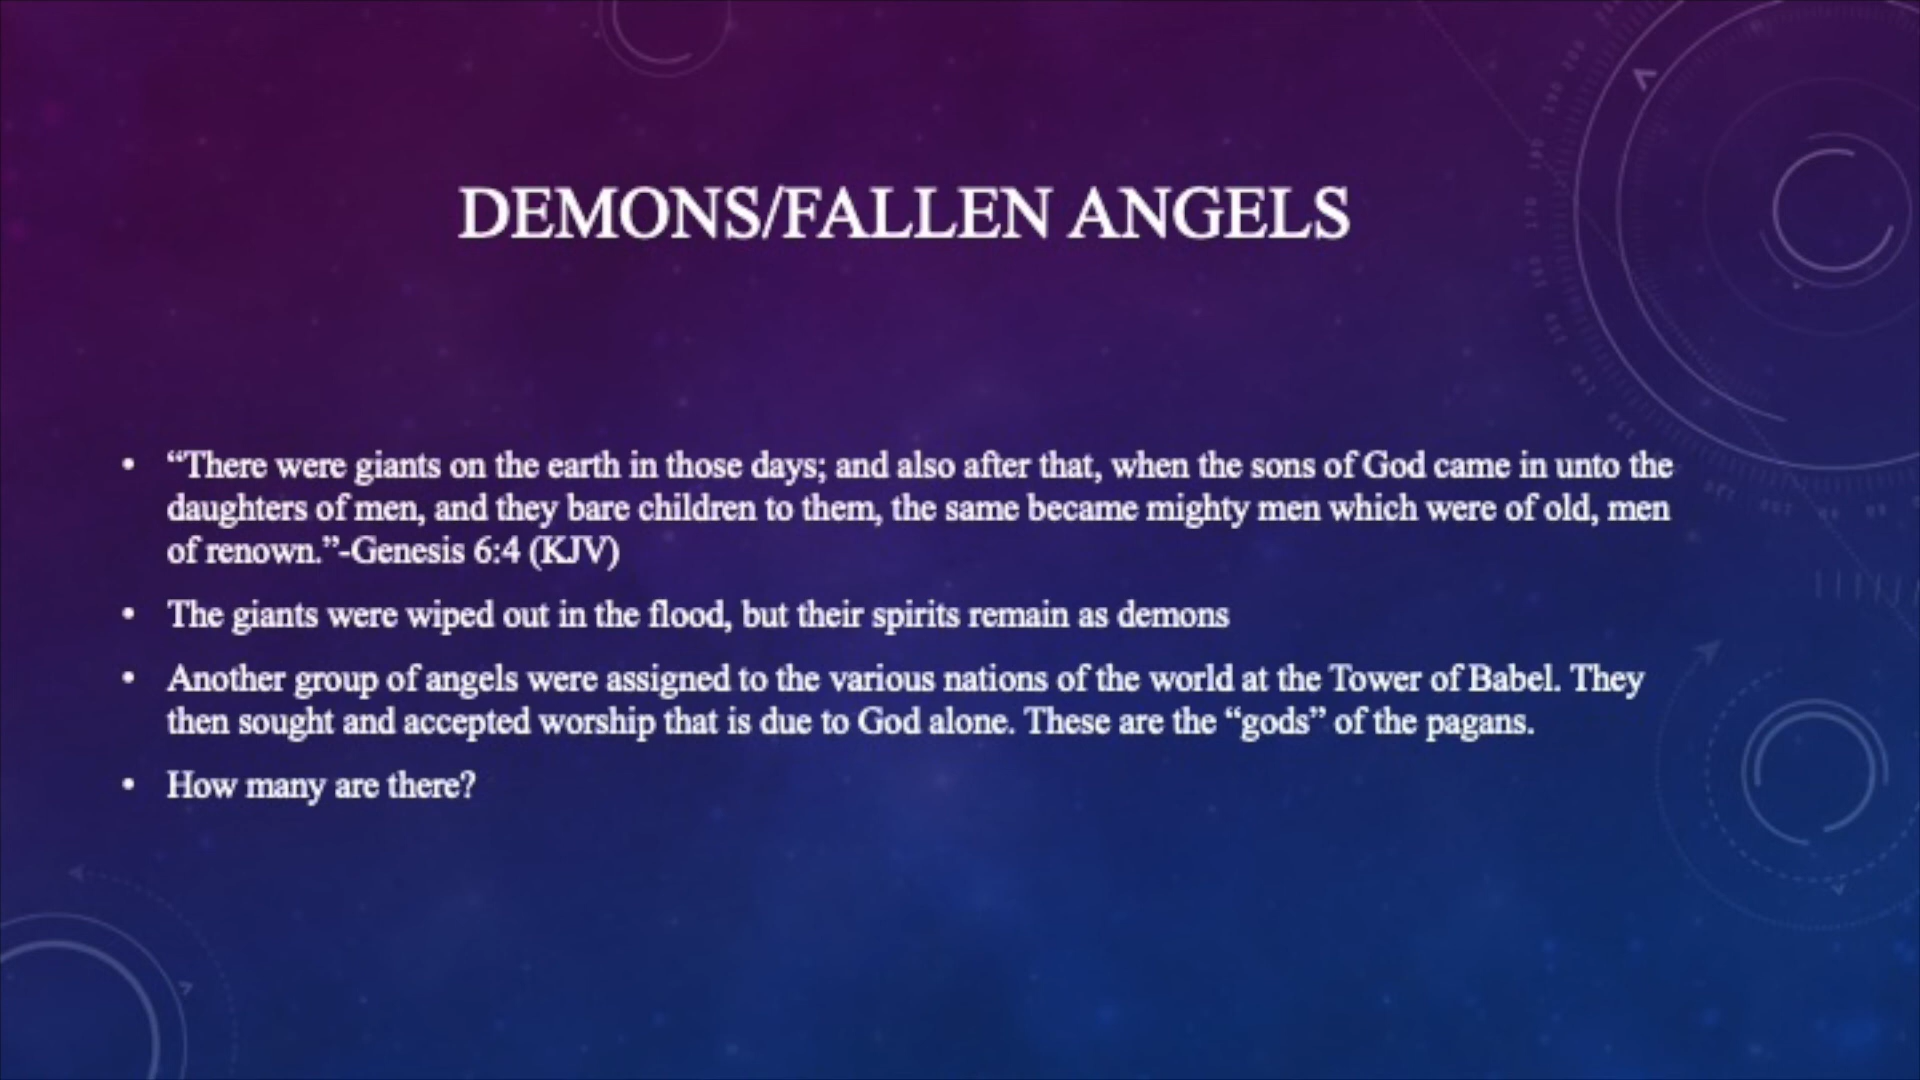 DEMONS/FALLEN ANGELS
• “There were giants on the earth in those days; and also after that, when the sons of God came in unto the
daughters of men, and they bare children to them, the same became mighty men which were of old, men
of renown.”-Genesis 6:4 (KJV)
• The giants were wiped out in the flood, but their spirits remain as demons
• Another group of angels were assigned to the various nations of the world at the Tower of Babel. They
then sought and accepted worship that is due to God alone. These are the “gods” of the pagans.
• How many are there?